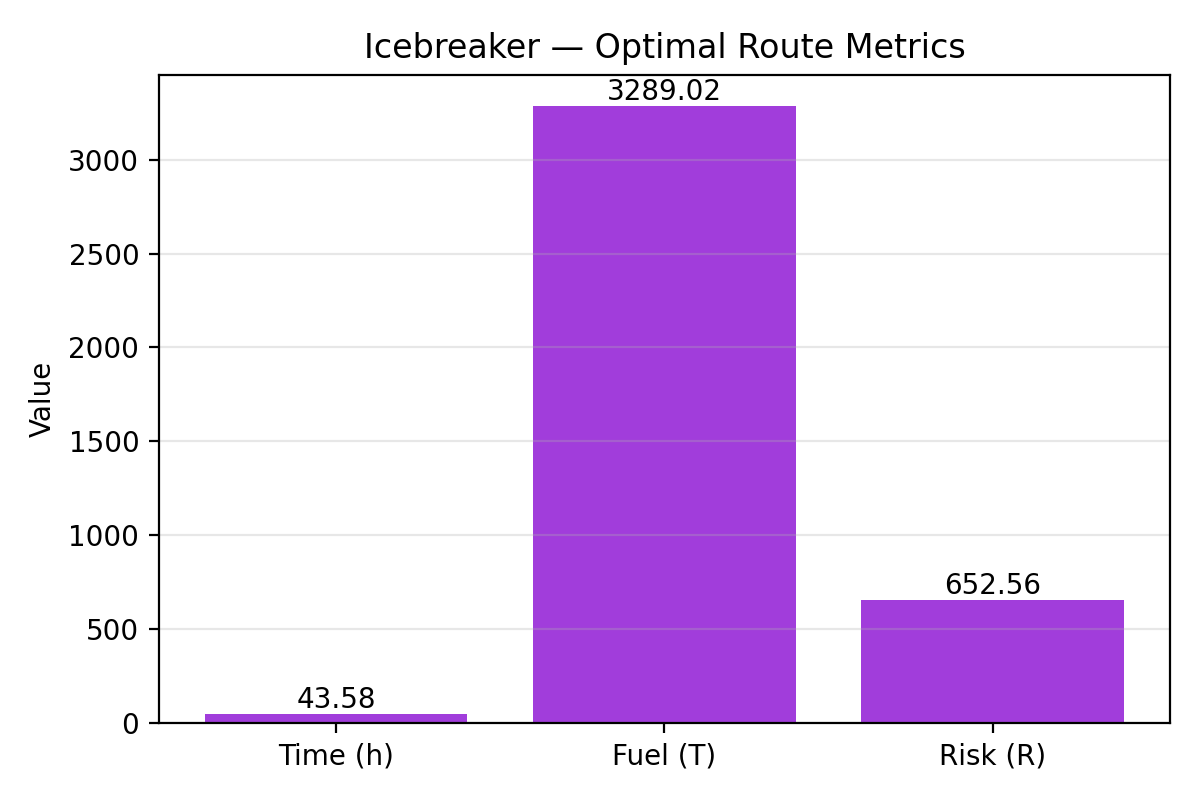 Icebreaker — Optimal Route Metrics
3289.02
3000
2500
2000
1500
1000
652.56
500
43.58
0
Value
Time (h)
Fuel (T)
Risk (R)